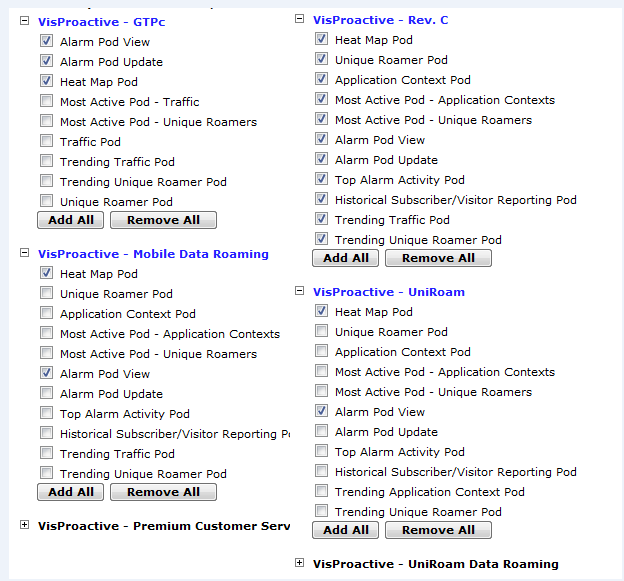 VisProactive - GTPc
Alarm Pod View
Alarm Pod Update
Heat Map Pod
Most Active Pod - Traffic
Most Active Pod - Unique Roamers
Traffic Pod
Trending Traffic Pod
Trending Unique Roamer Pod
Unique Roamer Pod
Add All Remove All
VisProactive - Mobile Data Roaming
Heat Map Pod
Unique Roamer Pod
Application Context Pod
Most Active Pod - Application Contexts
Most Active Pod - Unique Roamers
Alarm Pod View
Alarm Pod Update
Top Alarm Activity Pod
Historical Subscriber/Visitor Reporting
Trending Traffic Pod
Trending Unique Roamer Pod
Add All Remove All
VisProactive - Premium Customer Serv
VisProactive - Rev. C
Heat Map Pod
Unique Roamer Pod
Application Context Pod
Most Active Pod - Application Contexts
Most Active Pod - Unique Roamers
Alarm Pod View
Alarm Pod Update
Top Alarm Activity Pod
Historical Subscriber/Visitor Reporting Pod
Trending Traffic Pod
Trending Unique Roamer Pod
Add All Remove All
VisProactive - UniRoam
Heat Map Pod
Unique Roamer Pod
Application Context Pod
Most Active Pod - Application Contexts
Most Active Pod - Unique Roamers
Alarm Pod View
Alarm Pod Update
Top Alarm Activity Pod
Historical Subscriber/Visitor Reporting Pod
Trending Application Context Pod
Trending Unique Roamer Pod
Add All Remove All
VisProactive - UniRoam Data Roaming